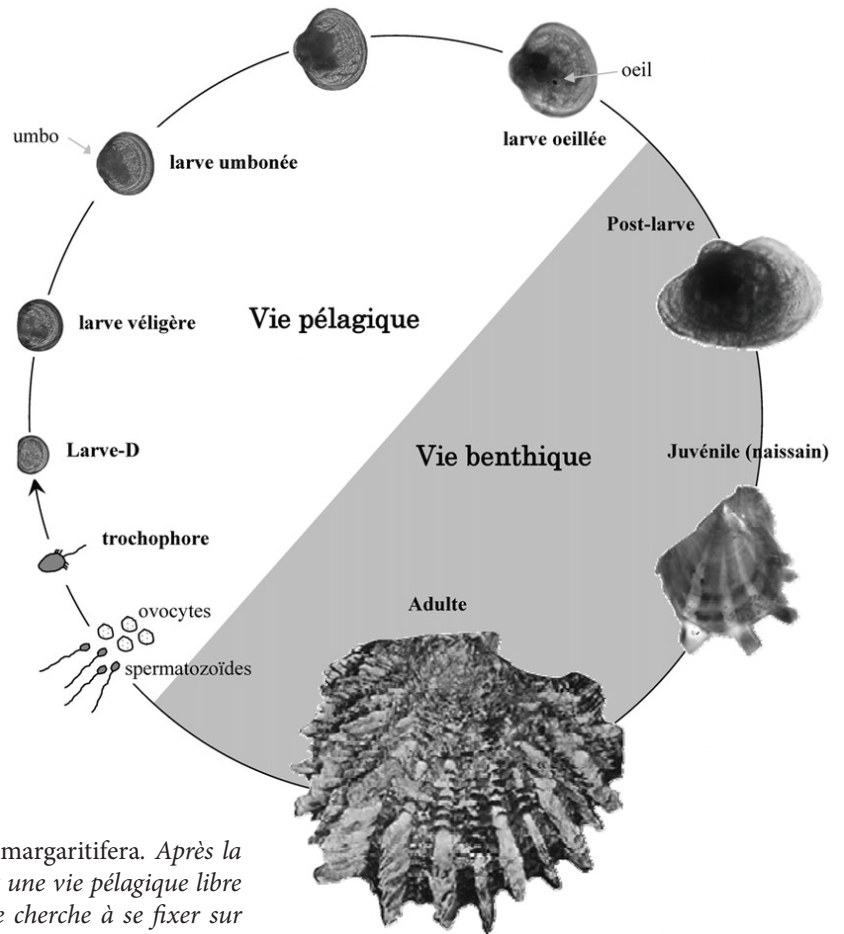 oeil
umbo
larve oeillée
larve umbonée
Post-larve
larve véligère
Vie pélagique
Larve-D
Vie benthique
Juvénile (naissain)
trochophore
ovocytes
Adulte
spermatozoïdes
margaritifera. Après la
une vie pélagique libre
cherche à se fixer sur